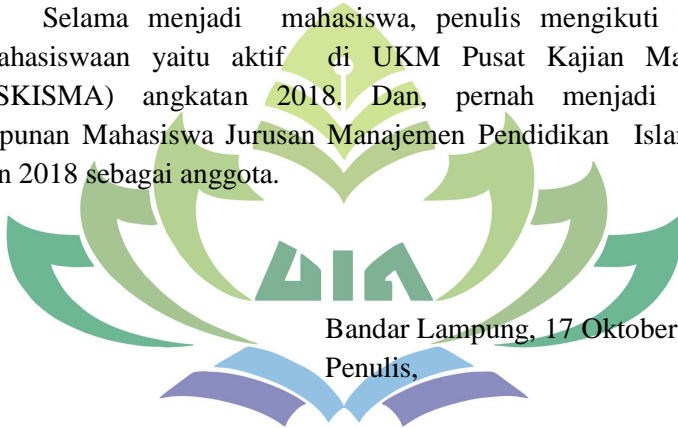 Selama menjadi mahasiswa, penulis mengikuti
ahasiswaan yaitu aktif di UKM Pusat Kajian Ma
SKISMA) angkatan 2018. Dan, pernah menjadi
punan Mahasiswa Jurusan Manajemen Pendidikan Isla
n 2018 sebagai anggota.
UIN
Bandar Lampung, 17 Oktober
Penulis,